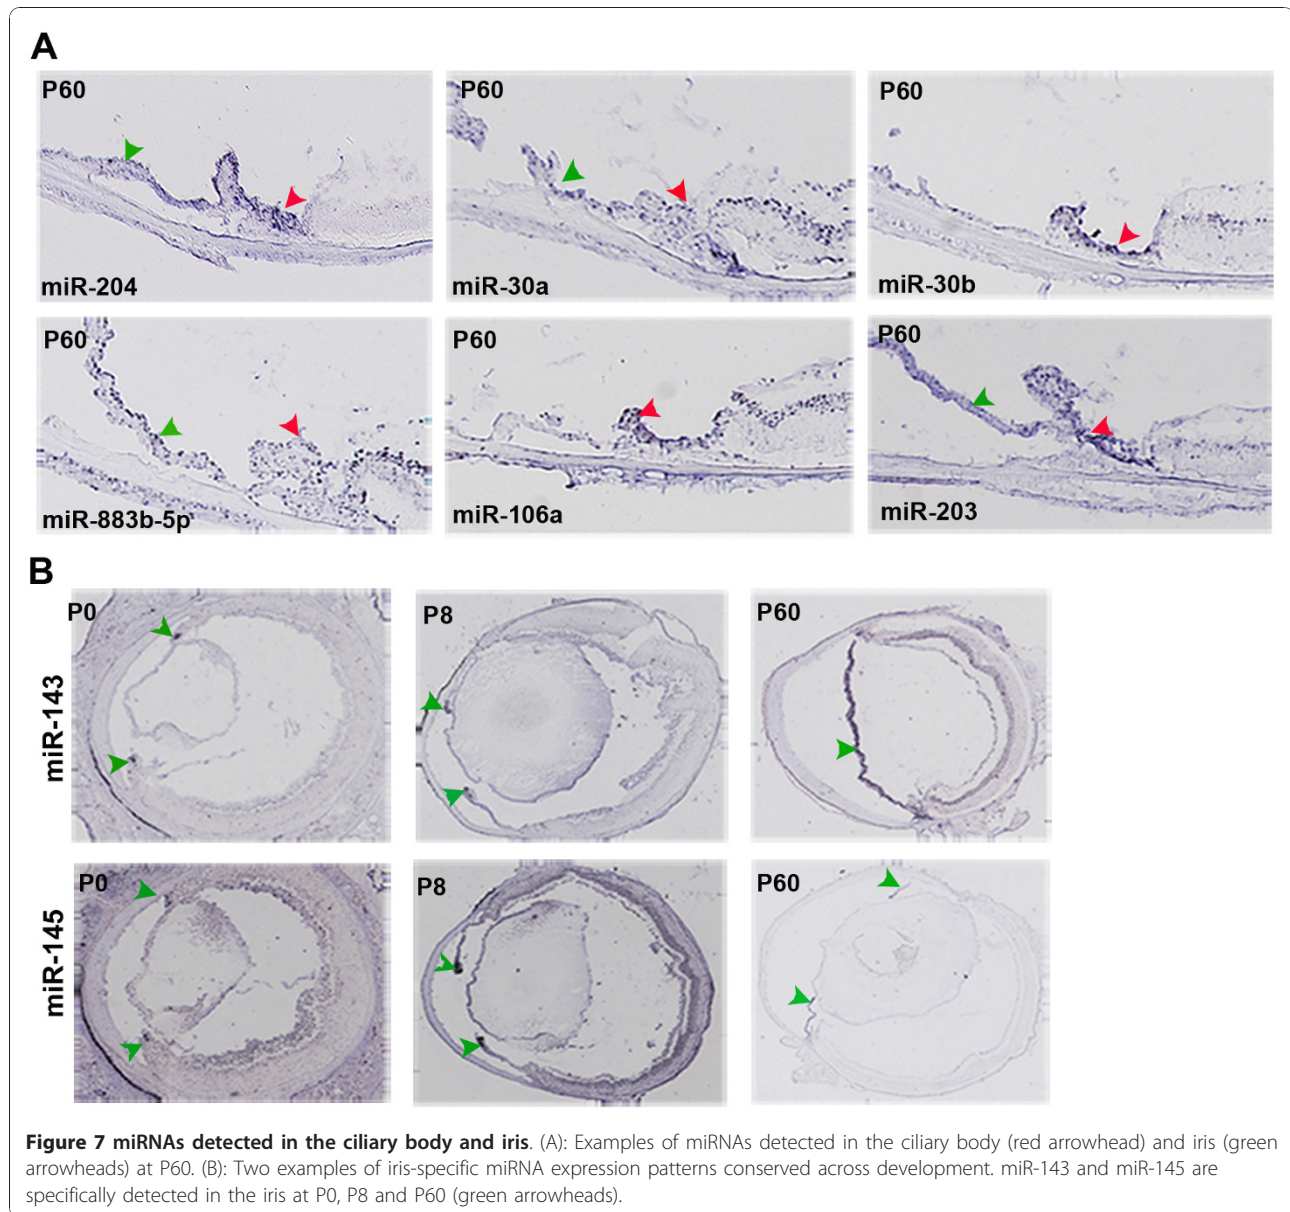 A
P60
P60
P60
miR-204
miR-30a
miR-30b
P60
P60
P60
miR-883b-5p
miR-106a
miR-203
B
P0
P8
P60
miR-143
P0
P8
P60
miR-145
Figure 7 miRNAs detected in the ciliary body and iris. (A): Examples of miRNAs detected in the ciliary body (red arrowhead) and iris (green
arrowheads) at P60. (B): Two examples of iris-specific miRNA expression patterns conserved across development. miR-143 and miR-145 are
specifically detected in the iris at P0, P8 and P60 (green arrowheads).